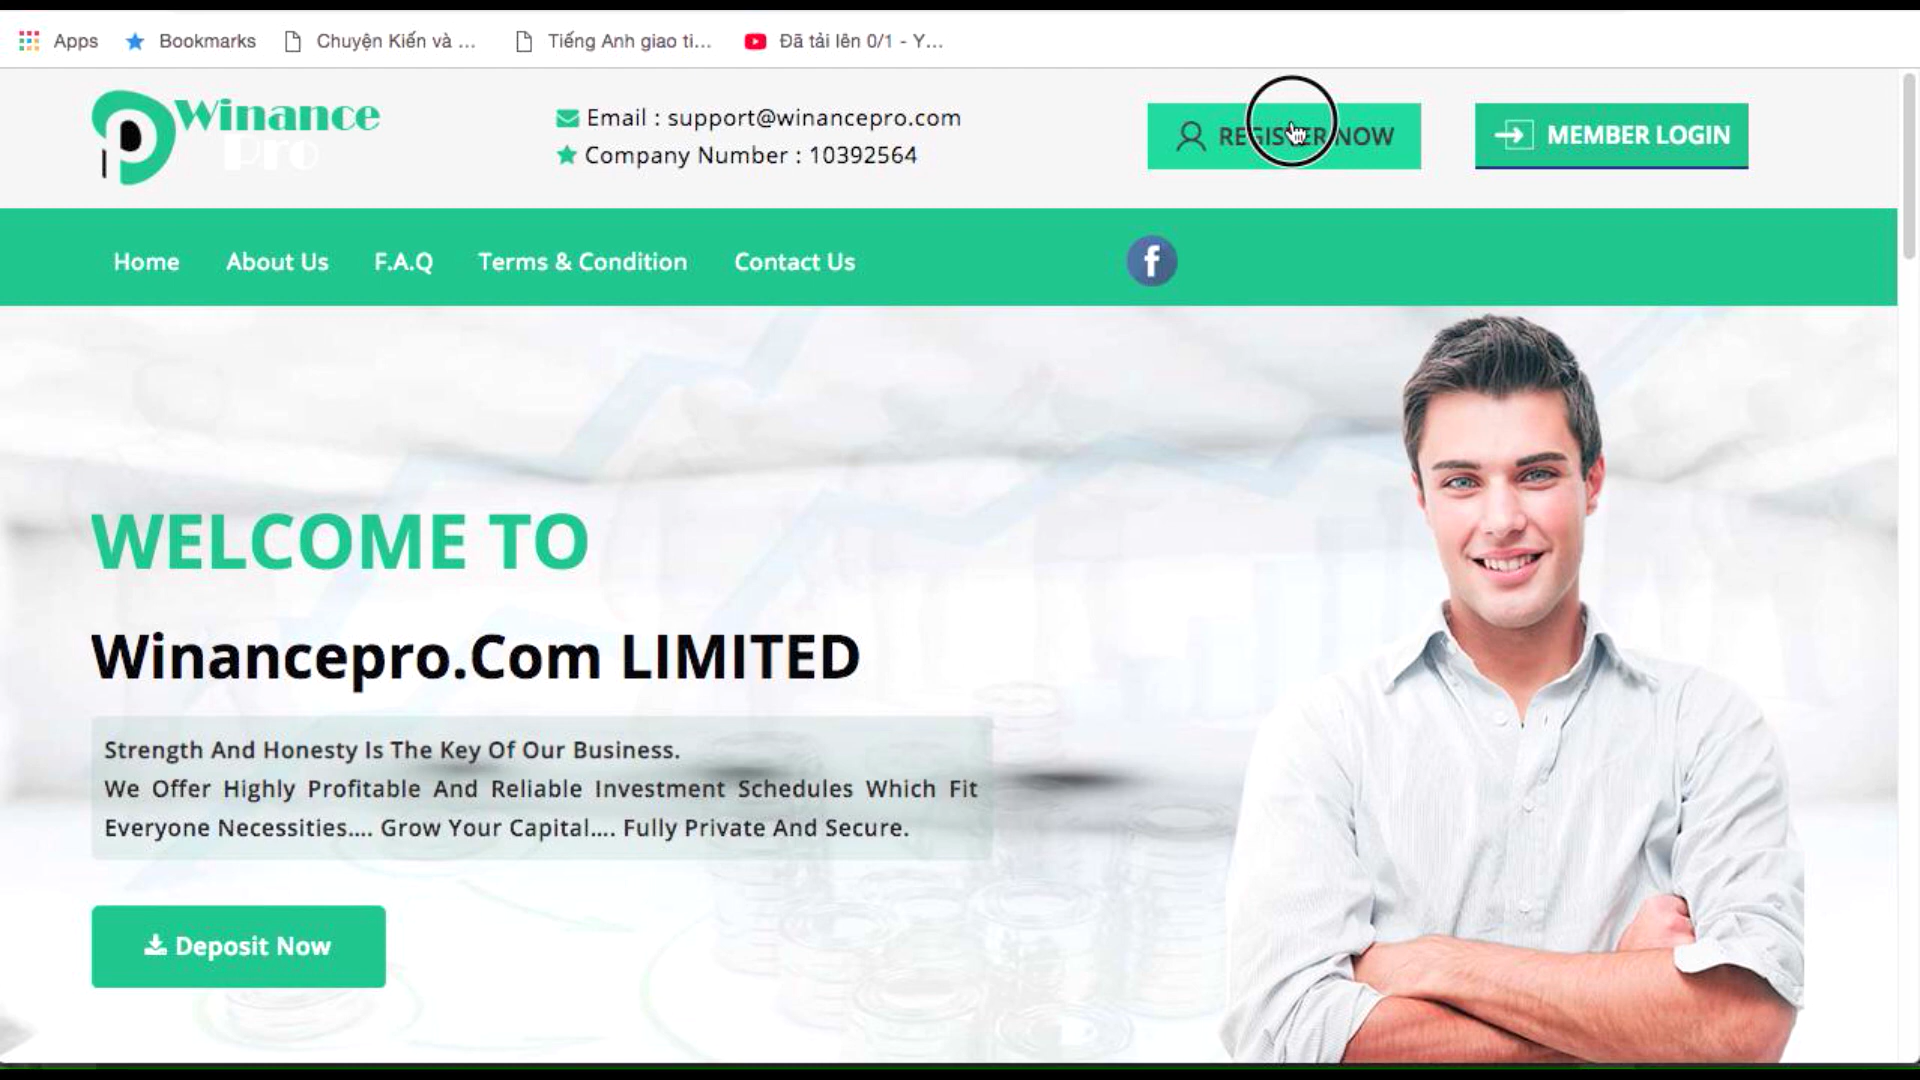 Apps
Bookmarks
Chuyện Kiến và ...
Tiếng Anh giao ti...
Đã tải lên 0/1 - Y...
Winance
Pro
Email : support@winancepro.com
Company Number : 10392564
REGISTER NOW
MEMBER LOGIN
Home
About Us
F.A.Q
Terms & Condition
Contact Us
f
WELCOME TO
Winancepro.Com LIMITED
Strength And Honesty Is The Key Of Our Business.
We Offer Highly Profitable And Reliable Investment Schedules Which Fit
Everyone Necessities.... Grow Your Capital.... Fully Private And Secure.
Deposit Now